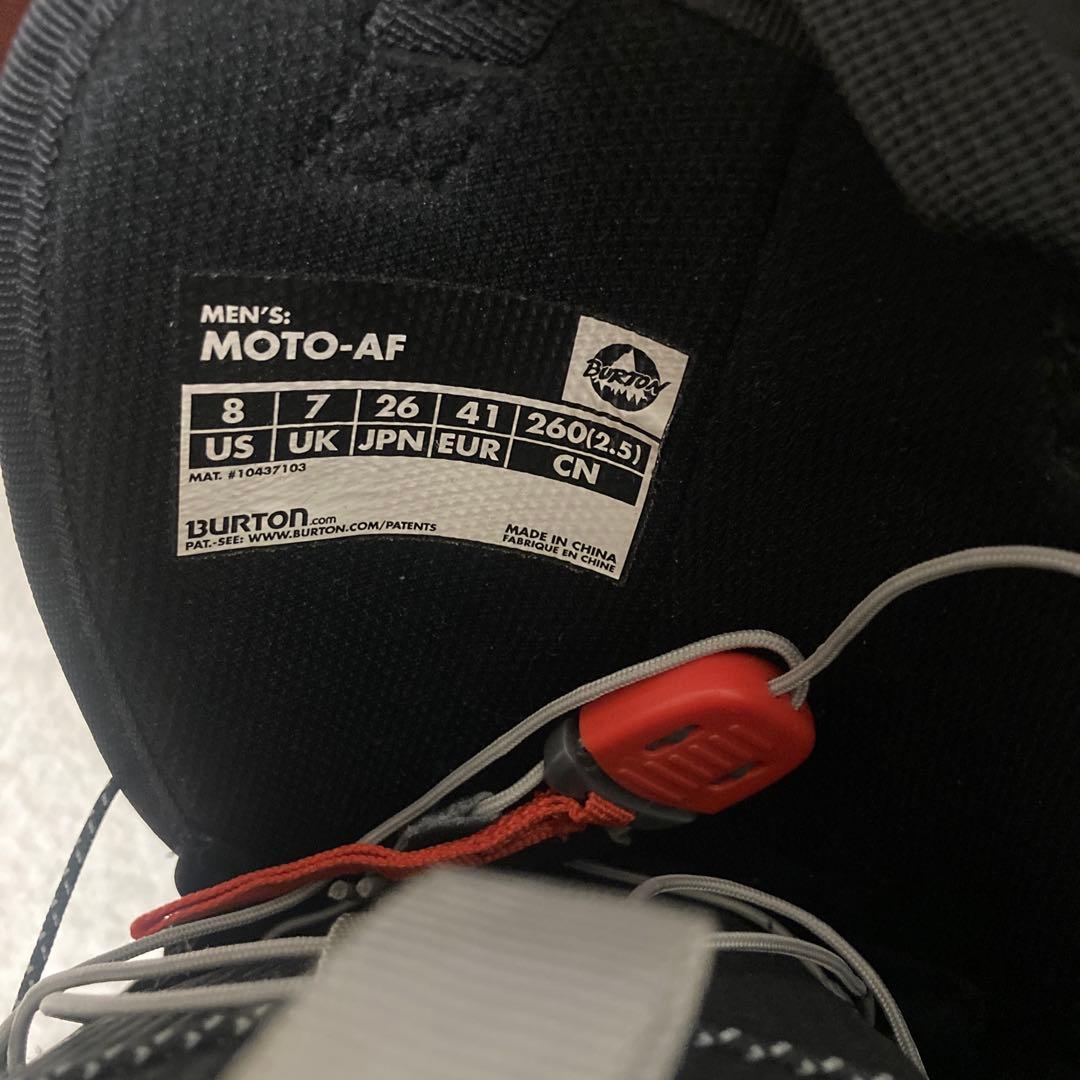 MEN'S:
MOTO-AF
BURTON
8 7 26 41 260(2.5)
US UK JPN EUR CN
MAT. #10437103
BURTON.com
PAT.-SEE: WWW.BURTON.COM/PATENTS
MADE IN CHINA
FABRIQUE EN CHINE